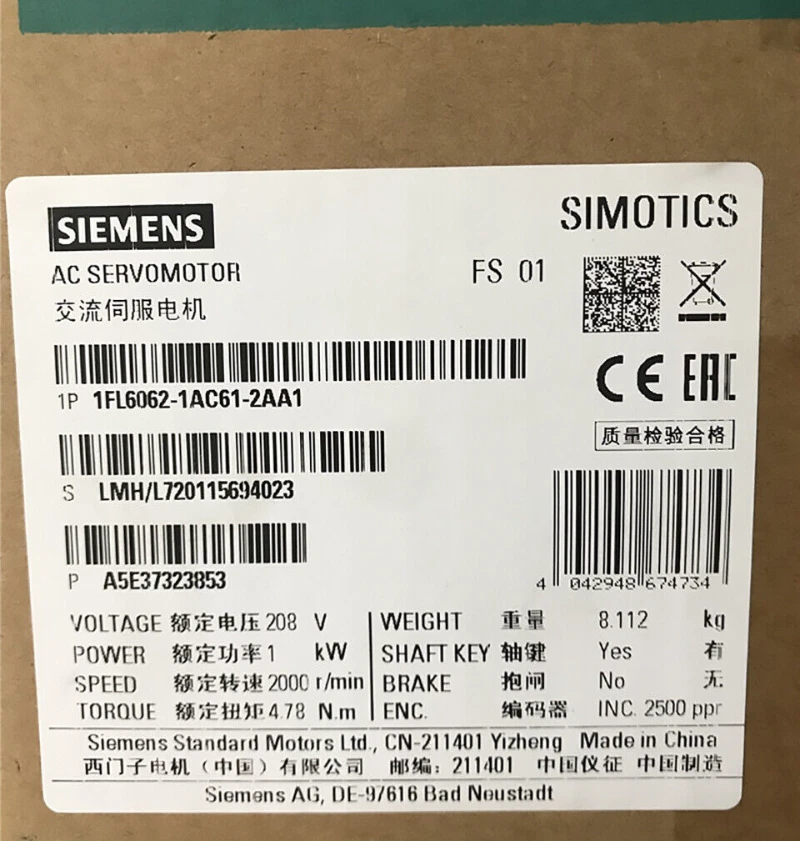 SIEMENS
SIMOTICS
AC SERVOMOTOR
FS 01
交流伺服电机
1P 1FL6062-1AC61-2AA1
CE EAC
质量检验合格
S LMH/L720115694023
P A5E37323853
4 042948 674734
VOLTAGE 额定电压 208 V
POWER 额定功率 1 kW
SPEED 额定转速 2000 r/min
TORQUE 额定扭矩 4.78 N.m
WEIGHT 重量 8.112 kg
SHAFT KEY 轴键 Yes 有
BRAKE 抱闸 No 无
ENC. 编码器 INC. 2500 ppr
Siemens Standard Motors Ltd., CN-211401 Yizheng Made in China
西门子电机（中国）有限公司 邮编：211401 中国仪征 中国制造
Siemens AG, DE-97616 Bad Neustadt